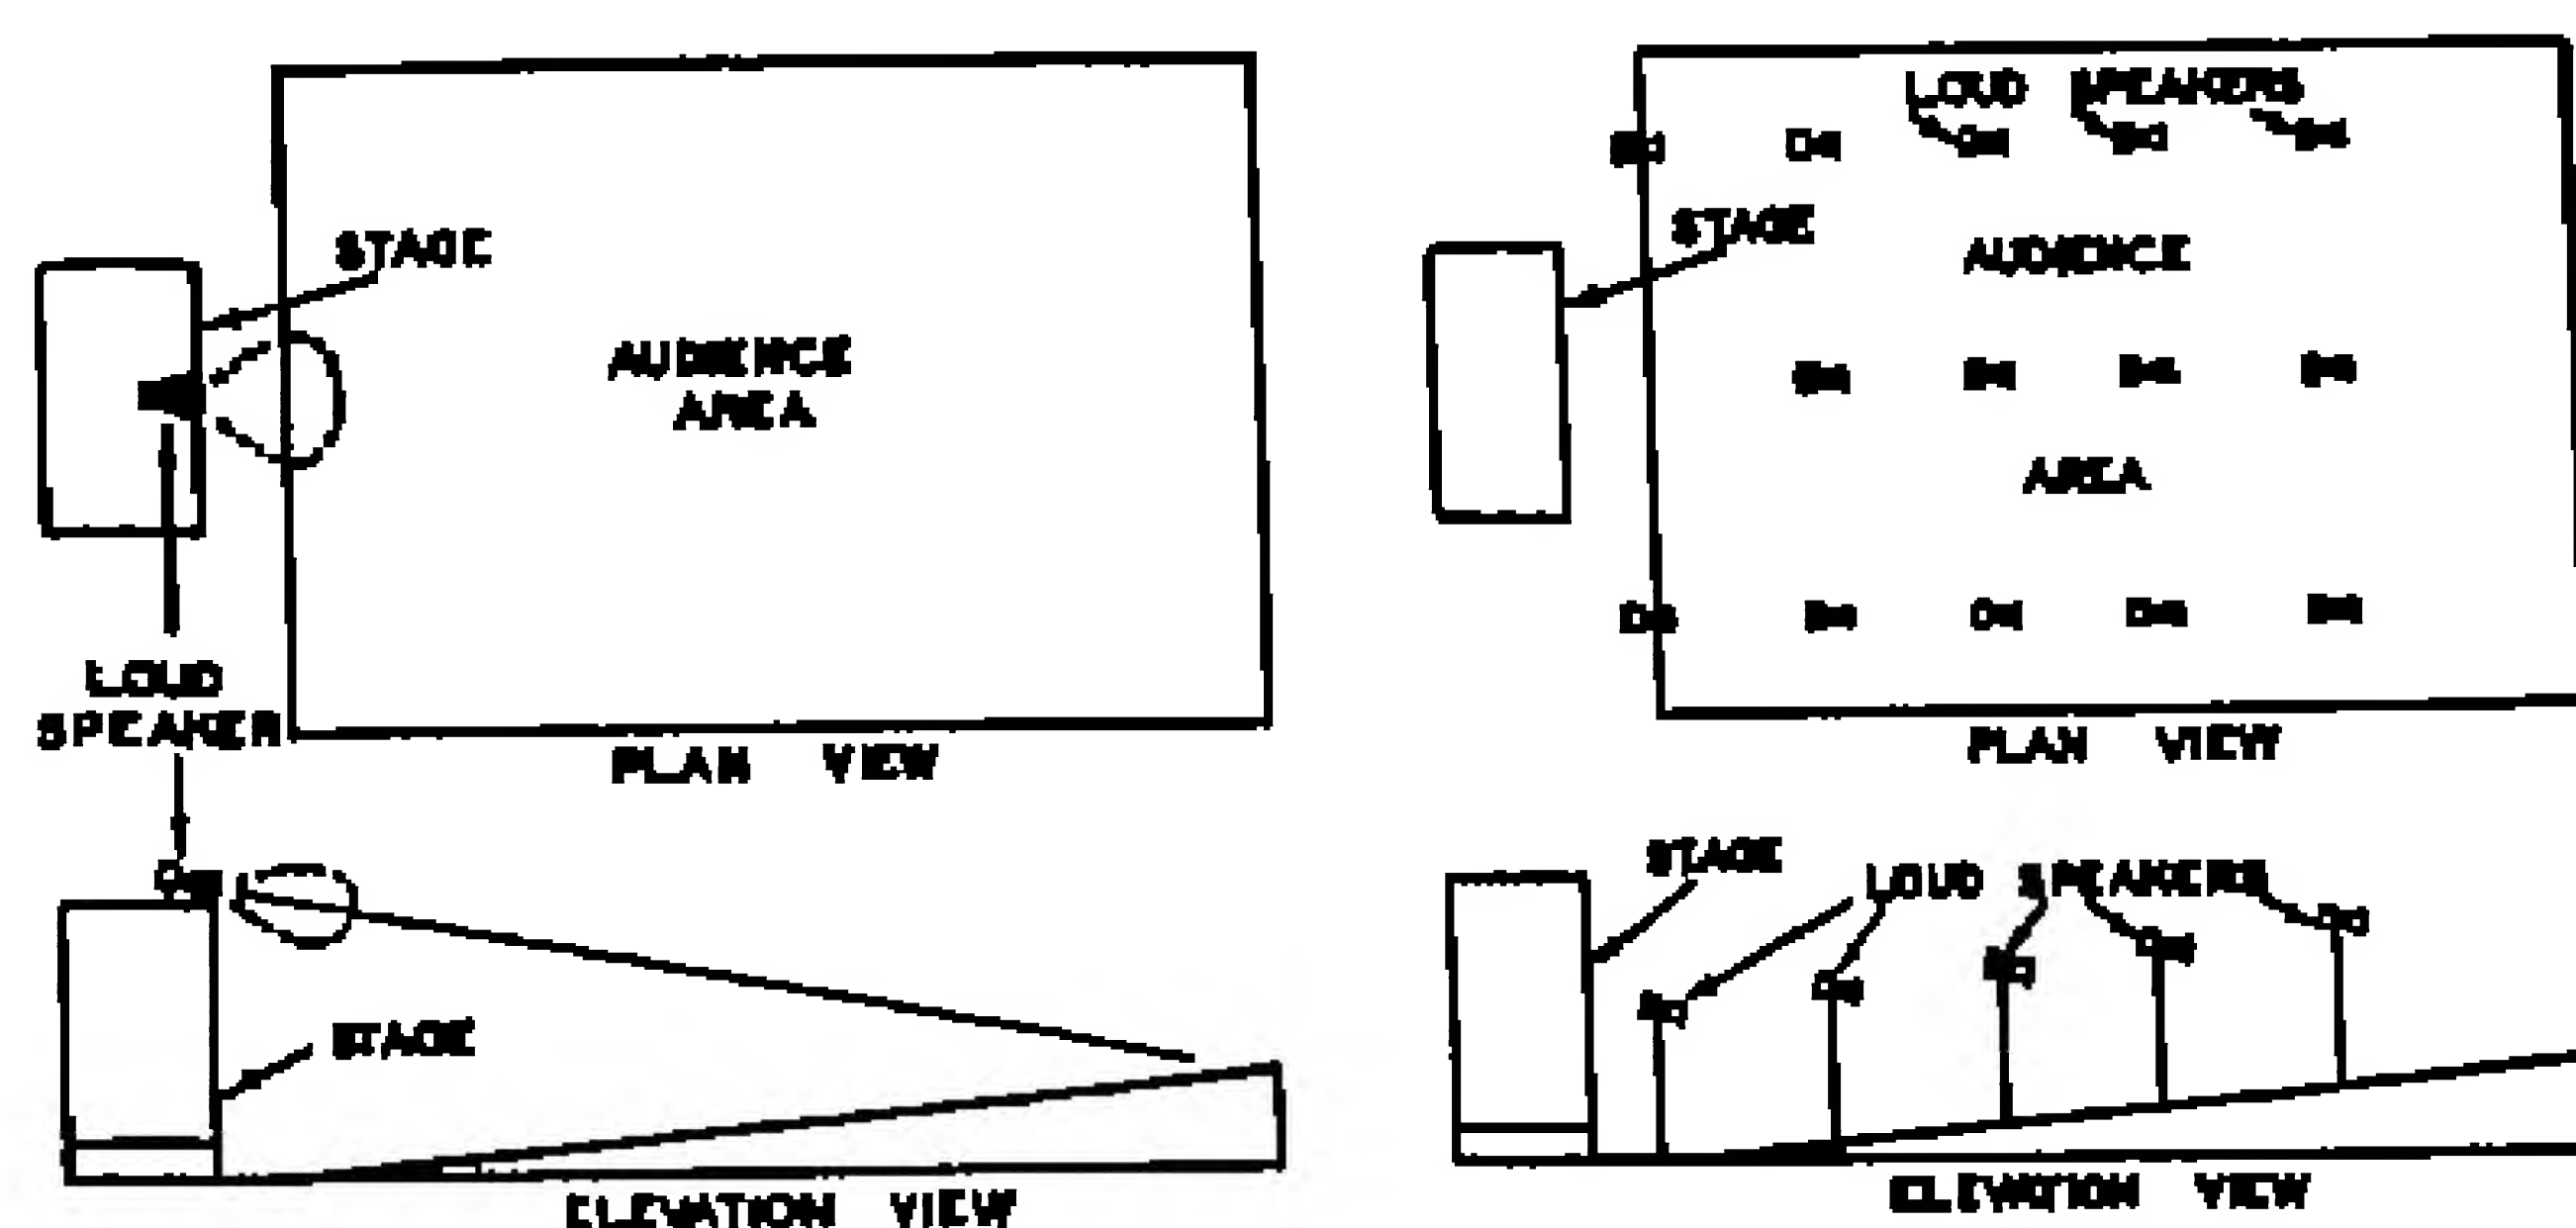 STAGE
AUDIENCE
AREA
LOUD
SPEAKER
PLAN VIEW
STAGE
ELEVATION VIEW
LOUD SPEAKERS
STAGE
AUDIENCE
AREA
PLAN VIEW
STAGE
LOUD SPEAKERS
ELEVATION VIEW